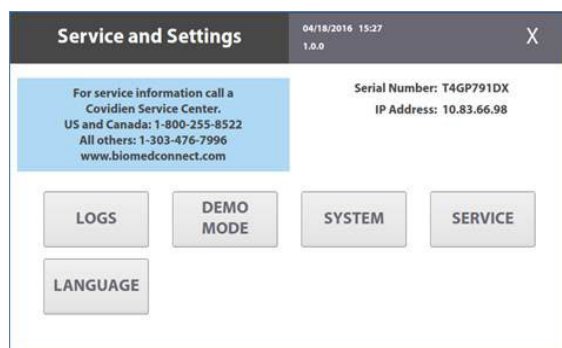 Service and Settings
04/18/2016 15:27
1.0.0
X
For service information call a
Covidien Service Center.
US and Canada: 1-800-255-8522
All others: 1-303-476-7996
www.biomedconnect.com
Serial Number: T4GP791DX
IP Address: 10.83.66.98
LOGS
DEMO
MODE
SYSTEM
SERVICE
LANGUAGE